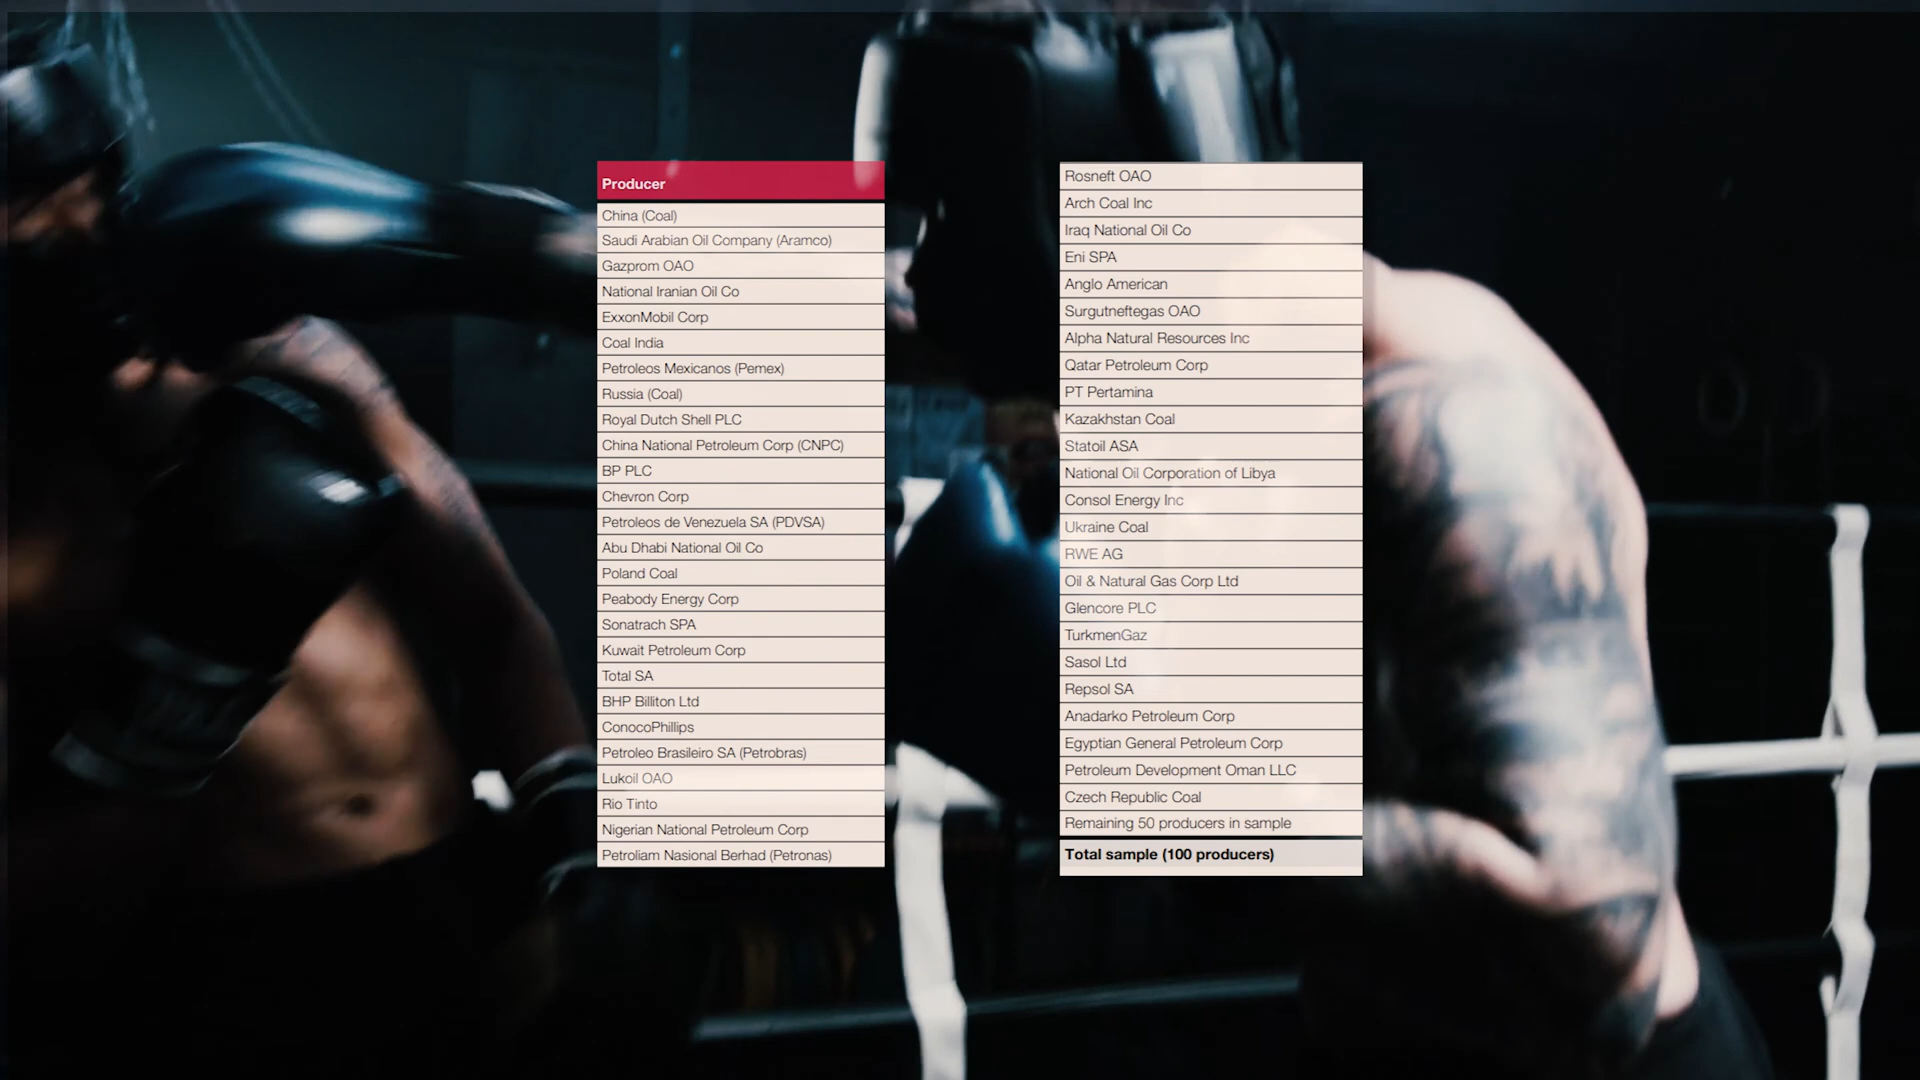 Producer
China (Coal)
Saudi Arabian Oil Company (Aramco)
Gazprom OAO
National Iranian Oil Co
ExxonMobil Corp
Coal India
Petroleos Mexicanos (Pemex)
Russia (Coal)
Royal Dutch Shell PLC
China National Petroleum Corp (CNPC)
BP PLC
Chevron Corp
Petroleos de Venezuela SA (PDVSA)
Abu Dhabi National Oil Co
Poland Coal
Peabody Energy Corp
Sonatrach SPA
Kuwait Petroleum Corp
Total SA
BHP Billiton Ltd
ConocoPhillips
Petroleo Brasileiro SA (Petrobras)
Lukoil OAO
Rio Tinto
Nigerian National Petroleum Corp
Petroliam Nasional Berhad (Petronas)
Rosneft OAO
Arch Coal Inc
Iraq National Oil Co
Eni SPA
Anglo American
Surgutneftegas OAO
Alpha Natural Resources Inc
Qatar Petroleum Corp
PT Pertamina
Kazakhstan Coal
Statoil ASA
National Oil Corporation of Libya
Consol Energy Inc
Ukraine Coal
RWE AG
Oil & Natural Gas Corp Ltd
Glencore PLC
TurkmenGaz
Sasol Ltd
Repsol SA
Anadarko Petroleum Corp
Egyptian General Petroleum Corp
Petroleum Development Oman LLC
Czech Republic Coal
Remaining 50 producers in sample
Total sample (100 producers)